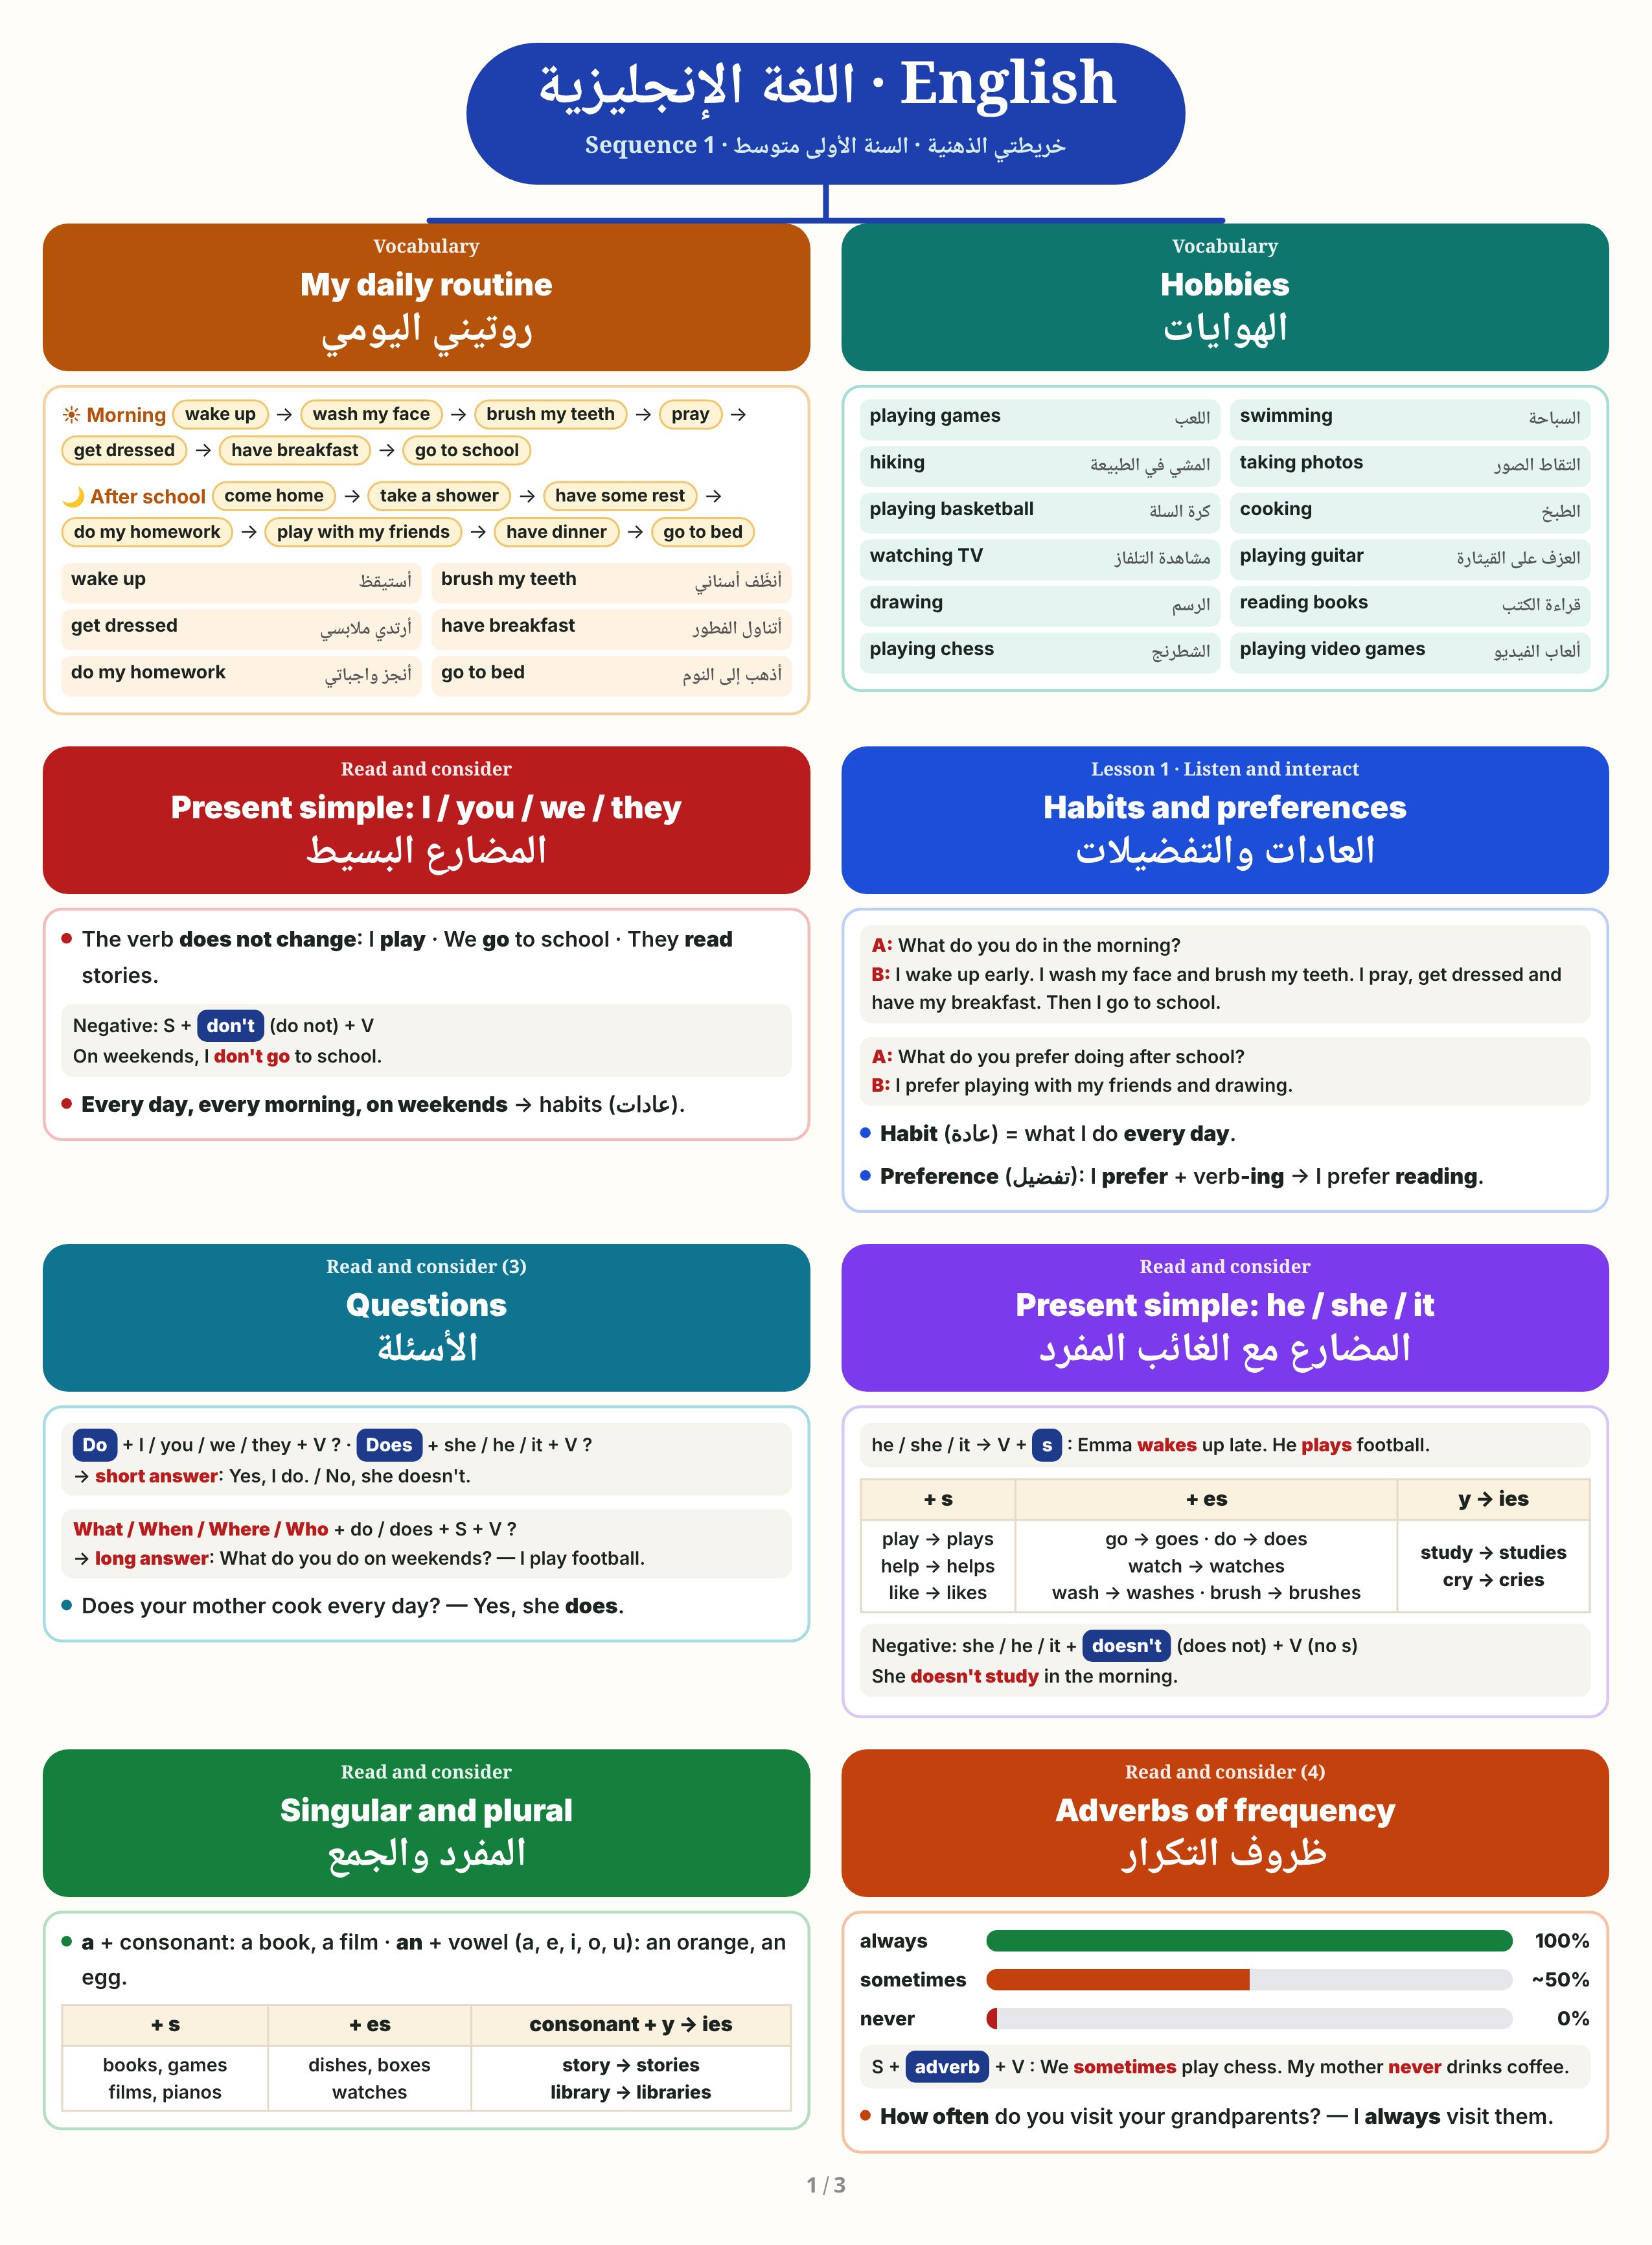 اللغة الإنجليزية · English
خريطتي الذهنية · السنة الأولى متوسط · Sequence 1
Vocabulary
My daily routine
روتيني اليومي
☀ Morning wake up → wash my face → brush my teeth → pray →
get dressed → have breakfast → go to school
🌙 After school come home → take a shower → have some rest →
do my homework → play with my friends → have dinner → go to bed
wake up أستيقظ brush my teeth أنظّف أسناني
get dressed أرتدي ملابسي have breakfast أتناول الفطور
do my homework أنجز واجباتي go to bed أذهب إلى النوم
Vocabulary
Hobbies
الهوايات
playing games اللعب swimming السباحة
hiking المشي في الطبيعة taking photos التقاط الصور
playing basketball كرة السلة cooking الطبخ
watching TV مشاهدة التلفاز playing guitar العزف على القيثارة
drawing الرسم reading books قراءة الكتب
playing chess الشطرنج playing video games ألعاب الفيديو
Read and consider
Present simple: I / you / we / they
المضارع البسيط
• The verb does not change: I play · We go to school · They read
stories.
Negative: S + don't (do not) + V
On weekends, I don't go to school.
• Every day, every morning, on weekends → habits (عادات).
Lesson 1 · Listen and interact
Habits and preferences
العادات والتفضيلات
A: What do you do in the morning?
B: I wake up early. I wash my face and brush my teeth. I pray, get dressed and
have my breakfast. Then I go to school.
A: What do you prefer doing after school?
B: I prefer playing with my friends and drawing.
• Habit (عادة) = what I do every day.
• Preference (تفضيل): I prefer + verb-ing → I prefer reading.
Read and consider (3)
Questions
الأسئلة
Do + I / you / we / they + V ? · Does + she / he / it + V ?
→ short answer: Yes, I do. / No, she doesn't.
What / When / Where / Who + do / does + S + V ?
→ long answer: What do you do on weekends? — I play football.
• Does your mother cook every day? — Yes, she does.
Read and consider
Present simple: he / she / it
المضارع مع الغائب المفرد
he / she / it → V + s : Emma wakes up late. He plays football.
+ s + es y → ies
play → plays go → goes · do → does study → studies
help → helps watch → watches cry → cries
like → likes wash → washes · brush → brushes
Negative: she / he / it + doesn't (does not) + V (no s)
She doesn't study in the morning.
Read and consider
Singular and plural
المفرد والجمع
• a + consonant: a book, a film · an + vowel (a, e, i, o, u): an orange, an
egg.
+ s + es consonant + y → ies
books, games dishes, boxes story → stories
films, pianos watches library → libraries
Read and consider (4)
Adverbs of frequency
ظروف التكرار
always 100%
sometimes ~50%
never 0%
S + adverb + V : We sometimes play chess. My mother never drinks coffee.
• How often do you visit your grandparents? — I always visit them.
1 / 3